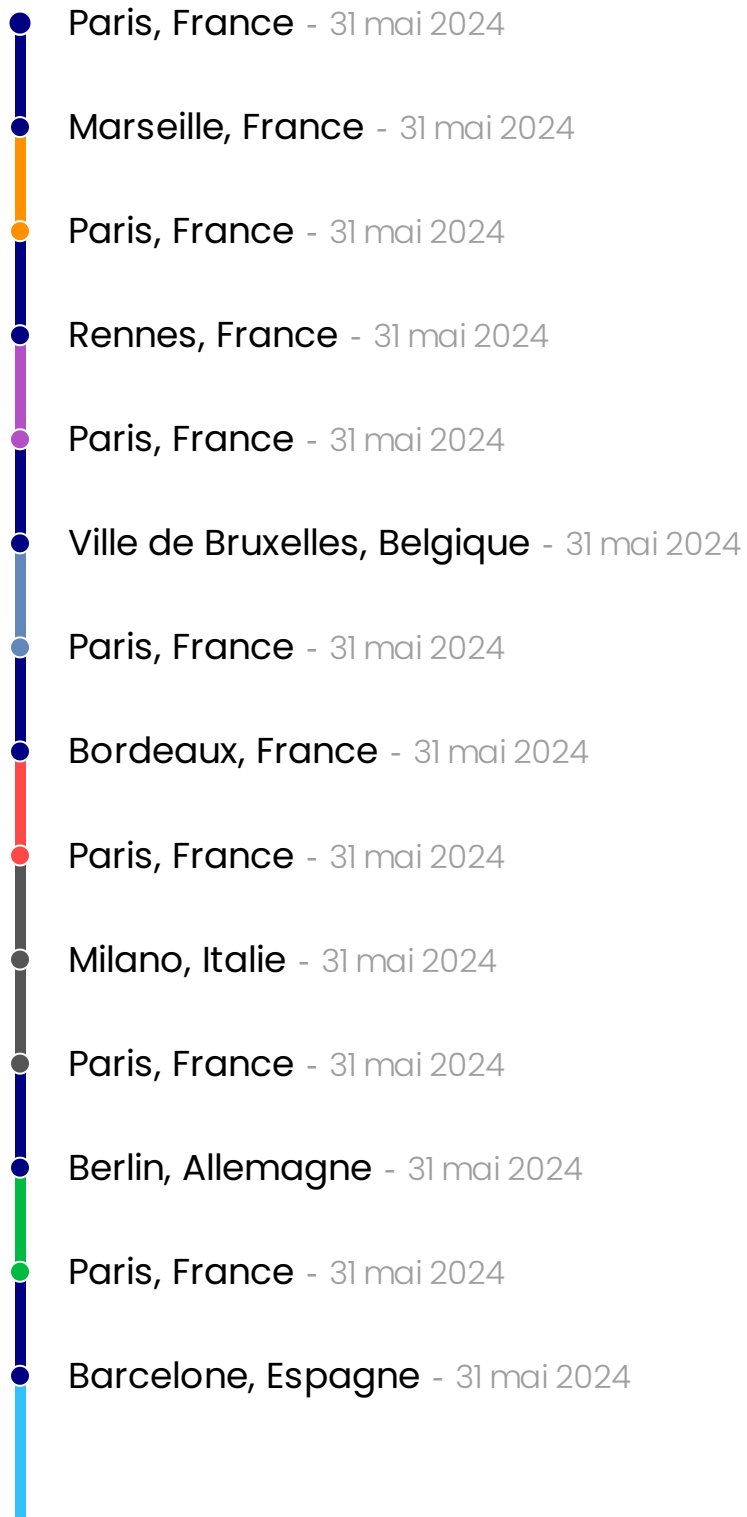 Paris, France - 31 mai 2024
Marseille, France - 31 mai 2024
Paris, France - 31 mai 2024
Rennes, France - 31 mai 2024
Paris, France - 31 mai 2024
Ville de Bruxelles, Belgique - 31 mai 2024
Paris, France - 31 mai 2024
Bordeaux, France - 31 mai 2024
Paris, France - 31 mai 2024
Milano, Italie - 31 mai 2024
Paris, France - 31 mai 2024
Berlin, Allemagne - 31 mai 2024
Paris, France - 31 mai 2024
Barcelone, Espagne - 31 mai 2024